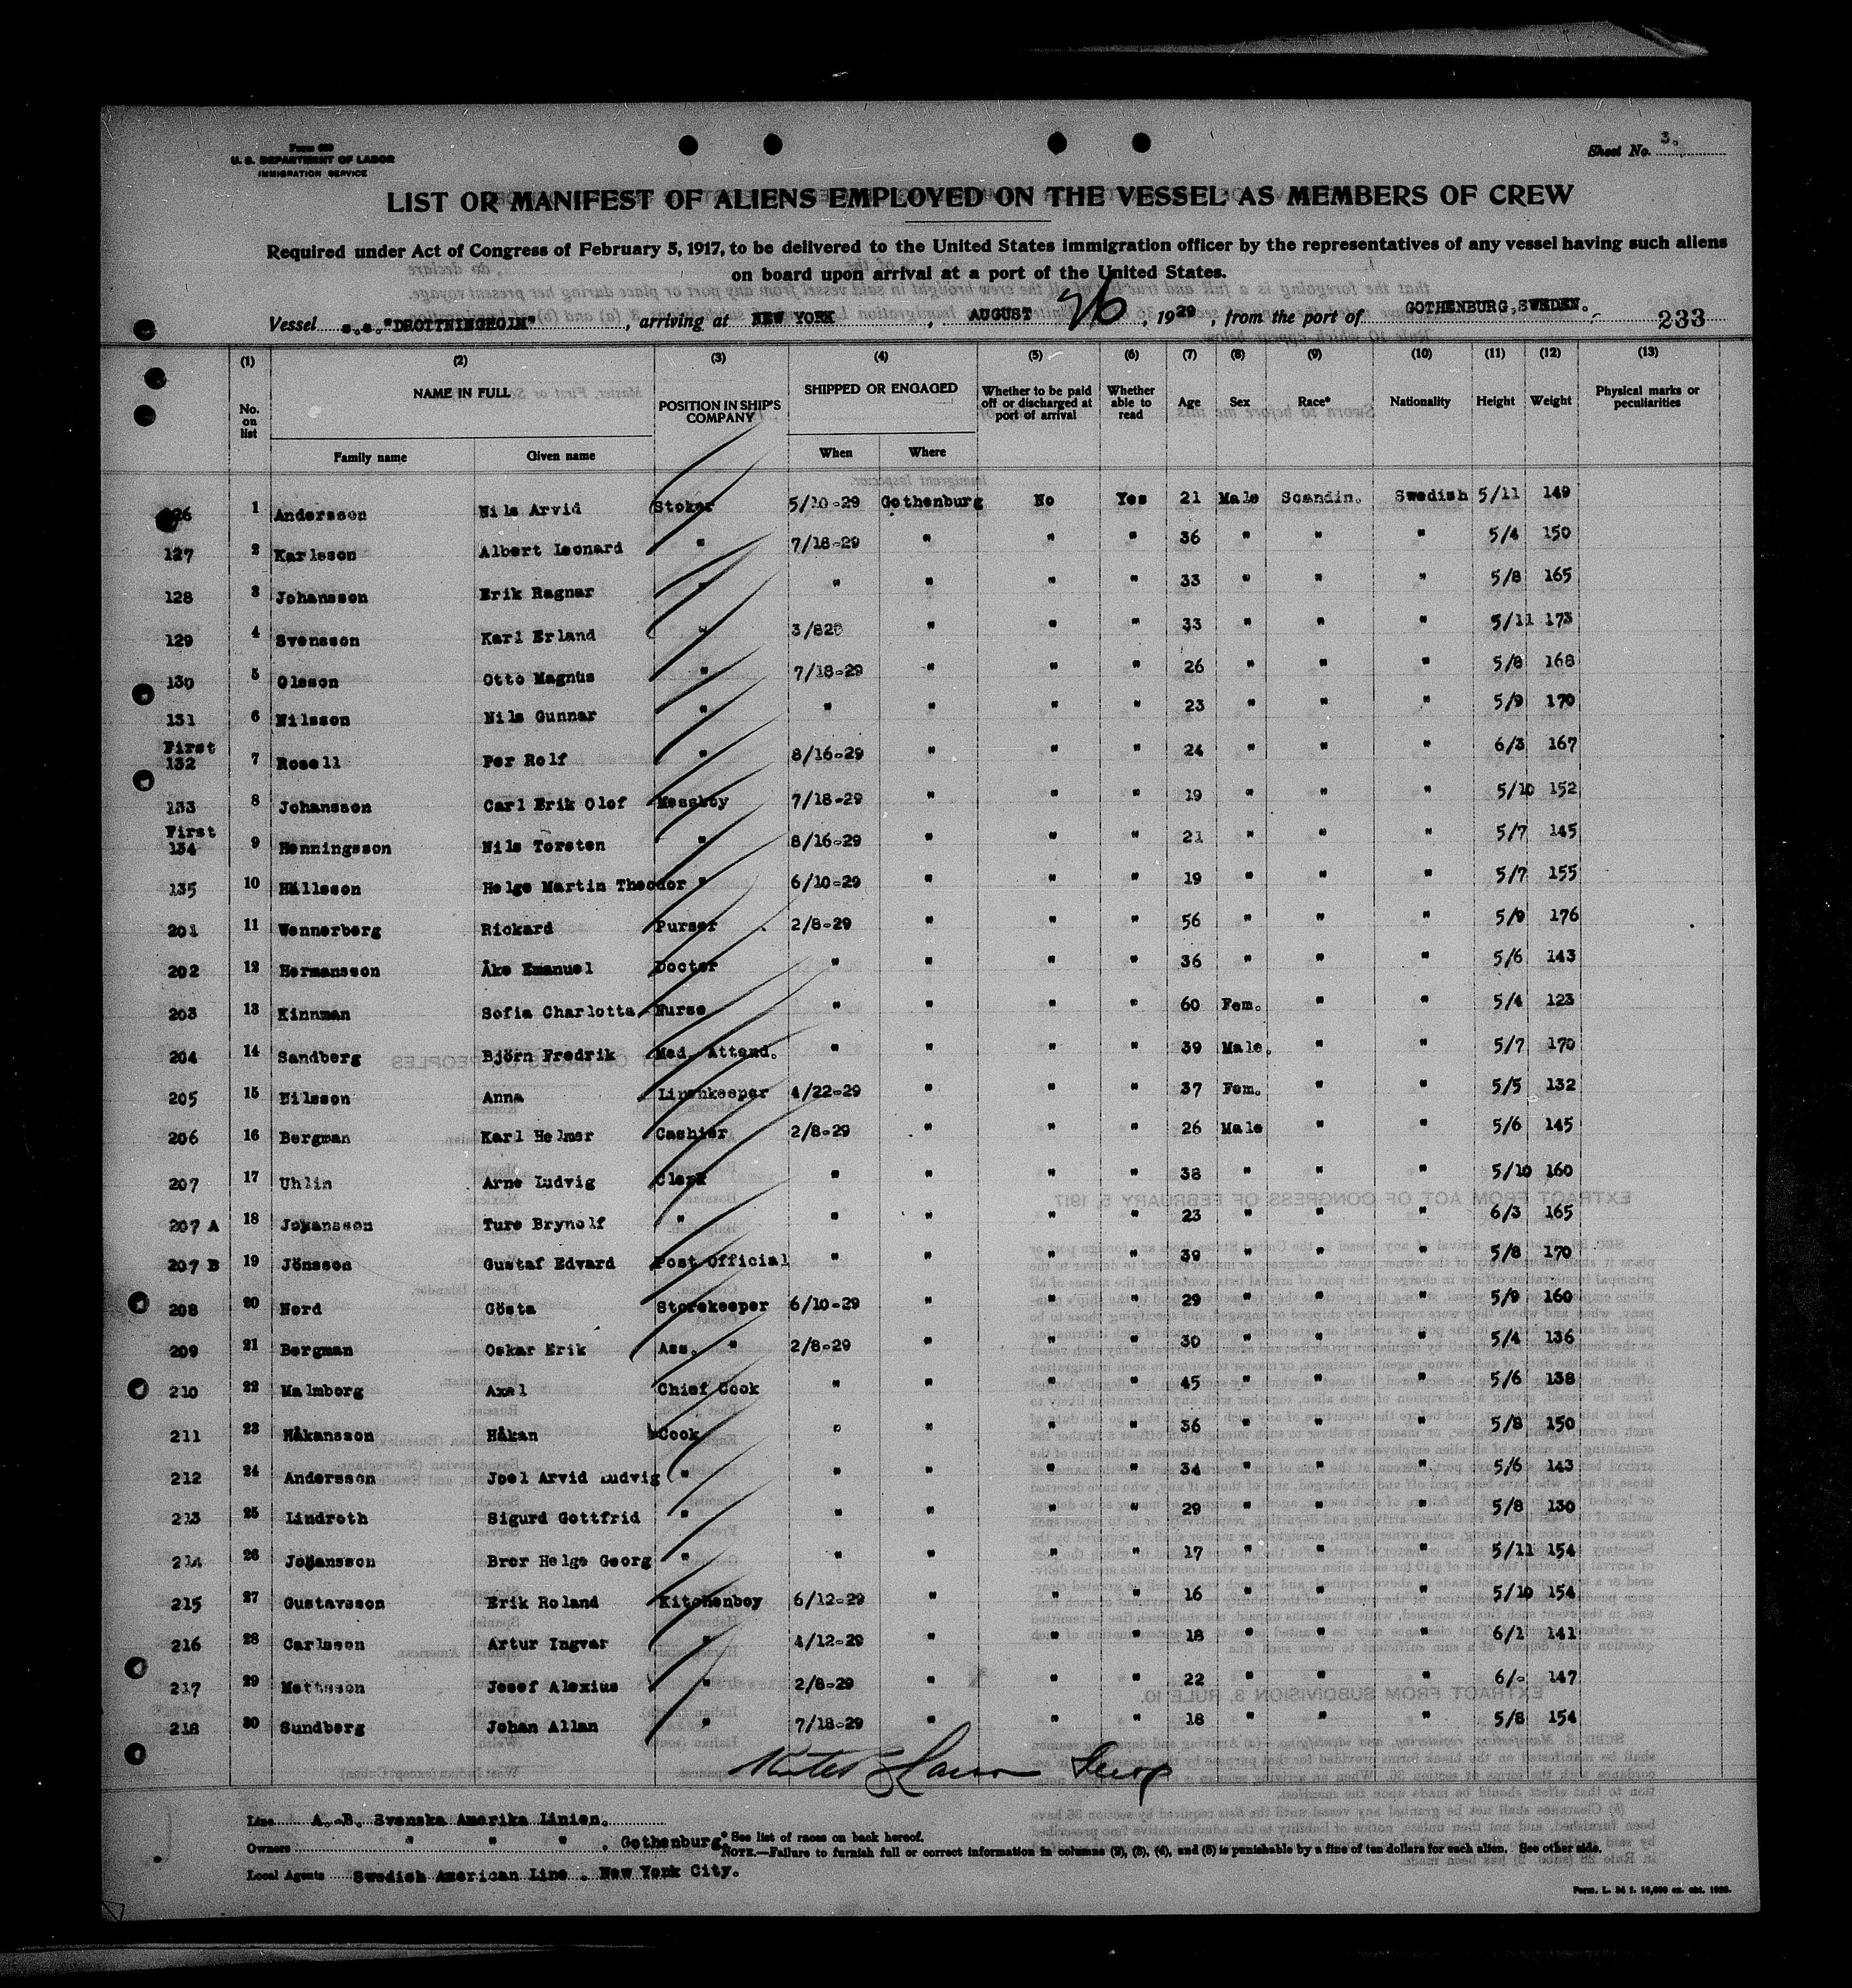 Form 680
U. S. DEPARTMENT OF LABOR
IMMIGRATION SERVICE
Sheet No. 3.
LIST OR MANIFEST OF ALIENS EMPLOYED ON THE VESSEL AS MEMBERS OF CREW
Required under Act of Congress of February 5, 1917, to be delivered to the United States immigration officer by the representatives of any vessel having such aliens
on board upon arrival at a port of the United States.
Vessel s.s."DROTTNINGHOLM", arriving at NEW YORK, AUGUST 26, 1929, from the port of GOTHENBURG,SWEDEN. 233
(1) (2) (3) (4) (5) (6) (7) (8) (9) (10) (11) (12) (13)
No. on list NAME IN FULL POSITION IN SHIP'S COMPANY SHIPPED OR ENGAGED Whether to be paid off or discharged at port of arrival Whether able to read Age Sex Race* Nationality Height Weight Physical marks or peculiarities
Family name Given name When Where
126 1 Andersson Nils Arvid Stoker 5/10-29 Gothenburg No Yes 21 Male Scandin. Swedish 5/11 149
127 2 Karlsson Albert Leonard " 7/18-29 " " " 36 " " " 5/4 150
128 3 Johansson Erik Ragnar " " " " " 33 " " " 5/8 165
129 4 Svensson Karl Erland " 3/829 " " " 33 " " " 5/11 173
130 5 Olsson Otto Magnus " 7/18-29 " " " 26 " " " 5/8 168
131 6 Nilsson Nils Gunnar " " " " " 23 " " " 5/9 170
First 132 7 Rosell Per Rolf " 8/16-29 " " " 24 " " " 6/3 167
133 8 Johansson Carl Erik Olof Messboy 7/18-29 " " " 19 " " " 5/10 152
First 134 9 Henningsson Nils Torsten " 8/16-29 " " " 21 " " " 5/7 145
135 10 Hällsson Helge Martin Theodor " 6/10-29 " " " 19 " " " 5/7 155
201 11 Wennerberg Rickard Purser 2/8-29 " " " 56 " " " 5/9 176
202 12 Hermansson Åke Emanuel Doctor " " " " 36 " " " 5/6 143
203 13 Kinnman Sofia Charlotta Nurse " " " " 60 Fem. " " 5/4 123
204 14 Sandberg Björn Fredrik Med. Attend. " " " " 39 Male. " " 5/7 170
205 15 Nilsson Anna Linenkeeper 4/22-29 " " " 37 Fem. " " 5/5 132
206 16 Bergman Karl Helmer Cashier 2/8-29 " " " 26 Male " " 5/6 145
207 17 Uhlin Arne Ludvig Clerk " " " " 38 " " " 5/10 160
207 A 18 Johansson Ture Brynolf " " " " " 23 " " " 6/3 165
207 B 19 Jönsson Gustaf Edvard Post Official " " " " 39 " " " 5/8 170
208 20 Nord Gösta Storekeeper 6/10-29 " " " 29 " " " 5/9 160
209 21 Bergman Oskar Erik Ass. " 2/8-29 " " " 30 " " " 5/4 136
210 22 Malmborg Axel Chief Cook " " " " 45 " " " 5/6 138
211 23 Håkansson Håkan Cook " " " " 36 " " " 5/8 150
212 24 Andersson Joel Arvid Ludvig " " " " " 34 " " " 5/6 143
213 25 Lindroth Sigurd Gottfrid " " " " " 29 " " " 5/8 130
214 26 Johansson Bror Helge Georg " " " " " 17 " " " 5/11 154
215 27 Gustavsson Erik Roland Kitchenboy 6/12-29 " " " 16 " " " 5/10 154
216 28 Carlsson Artur Ingvar " 4/12-29 " " " 18 " " " 6/1 141
217 29 Mattsson Josef Alexius " 2/8-29 " " " 22 " " " 6/- 147
218 30 Sundberg Johan Allan " 7/18-29 " " " 18 " " " 5/8 154
Line A.-B. Svenska Amerika Linien.
Owners " " " , Gothenburg.
* See list of races on back hereof.
NOTE.—Failure to furnish full or correct information in columns (2), (3), (4), and (5) is punishable by a fine of ten dollars for each alien. See other side.
Local Agents Swedish American Line . New York City.